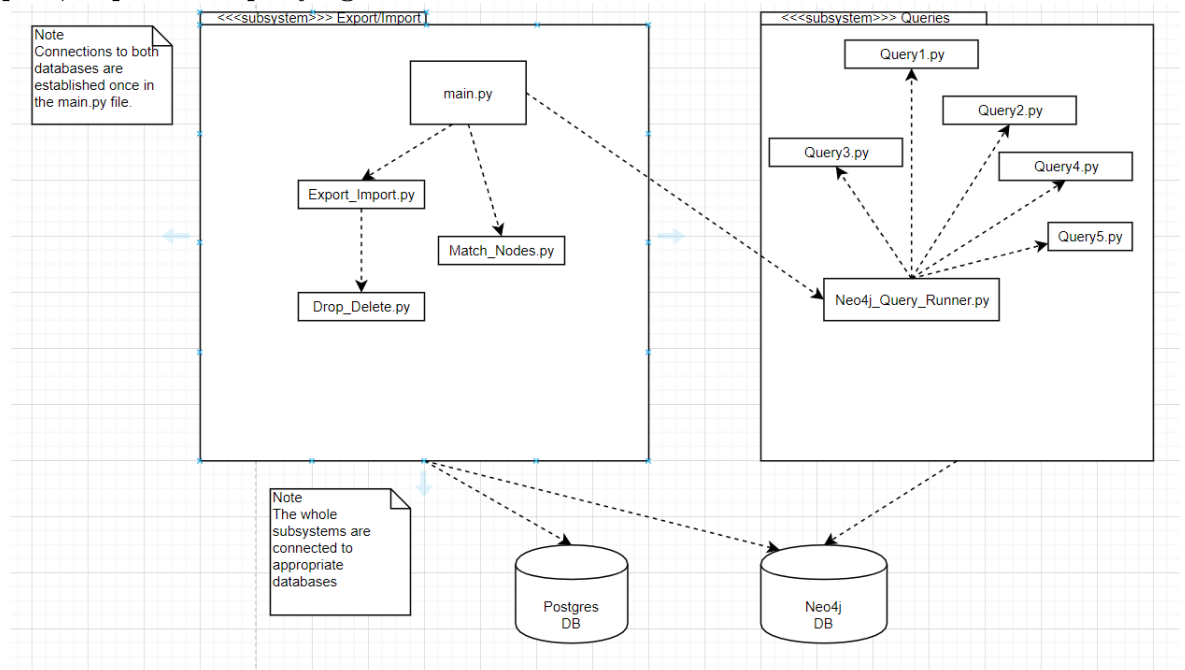 <<<subsystem>>> Export/Import
<<<subsystem>>> Queries
Note
Connections to both
databases are
established once in
the main.py file.
main.py
Export_Import.py
Match_Nodes.py
Drop_Delete.py
Query1.py
Query2.py
Query3.py
Query4.py
Query5.py
Neo4j_Query_Runner.py
Note
The whole
subsystems are
connected to
appropriate
databases
Postgres
DB
Neo4j
DB